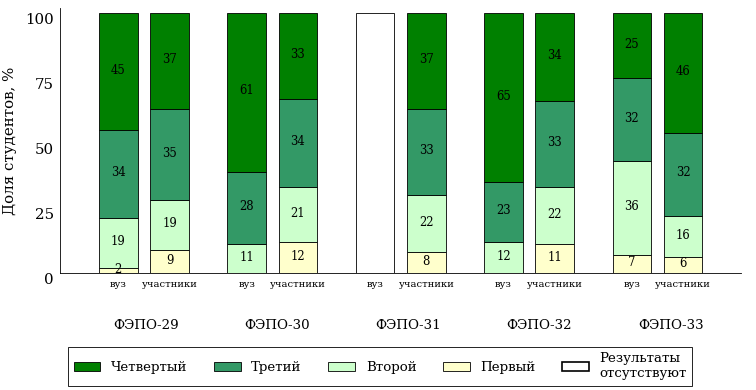 Доля студентов, %
100
75
50
25
0
45 37 61 33 37 65 34 25 46
34 35 28 34 33 23 33 32 32
19 19 11 21 22 12 22 36 16
2 9 12 8 11 7 6
вуз участники вуз участники вуз участники вуз участники вуз участники
ФЭПО-29 ФЭПО-30 ФЭПО-31 ФЭПО-32 ФЭПО-33
Четвертый Третий Второй Первый Результаты
отсутствуют